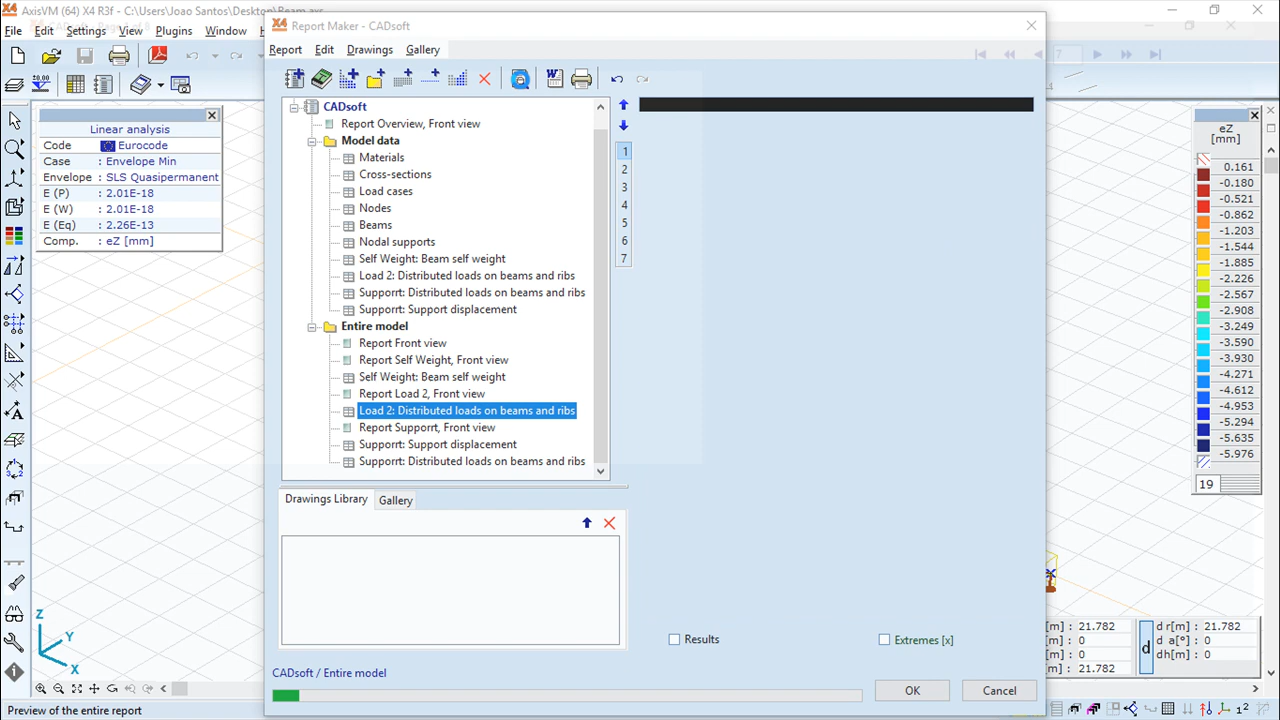 AxisVM (64) X4 R3f - C:\Users\Joao Santos\Desktop\Beam.axs
Report Maker - CADsoft
File Edit Settings View Plugins Window
Report Edit Drawings Gallery
7
Linear analysis
Code : Eurocode
Case : Envelope Min
Envelope : SLS Quasipermanent
E (P) : 2.01E-18
E (W) : 2.01E-18
E (Eq) : 2.26E-13
Comp. : eZ [mm]
CADsoft
Report Overview, Front view
Model data
Materials
Cross-sections
Load cases
Nodes
Beams
Nodal supports
Self Weight: Beam self weight
Load 2: Distributed loads on beams and ribs
Supporrt: Distributed loads on beams and ribs
Supporrt: Support displacement
Entire model
Report Front view
Report Self Weight, Front view
Self Weight: Beam self weight
Report Load 2, Front view
Load 2: Distributed loads on beams and ribs
Report Supporrt, Front view
Supporrt: Support displacement
Supporrt: Distributed loads on beams and ribs
1
2
3
4
5
6
7
eZ
[mm]
0.161
-0.180
-0.521
-0.862
-1.203
-1.544
-1.885
-2.226
-2.567
-2.908
-3.249
-3.590
-3.930
-4.271
-4.612
-4.953
-5.294
-5.635
-5.976
19
Drawings Library Gallery
Results Extremes [x]
CADsoft / Entire model
OK Cancel
[m] : 21.782 d r[m] : 21.782
[m] : 0 d a[°] : 0
[m] : 0 dh[m] : 0
[m] : 21.782
d
Z
Y
X
Preview of the entire report